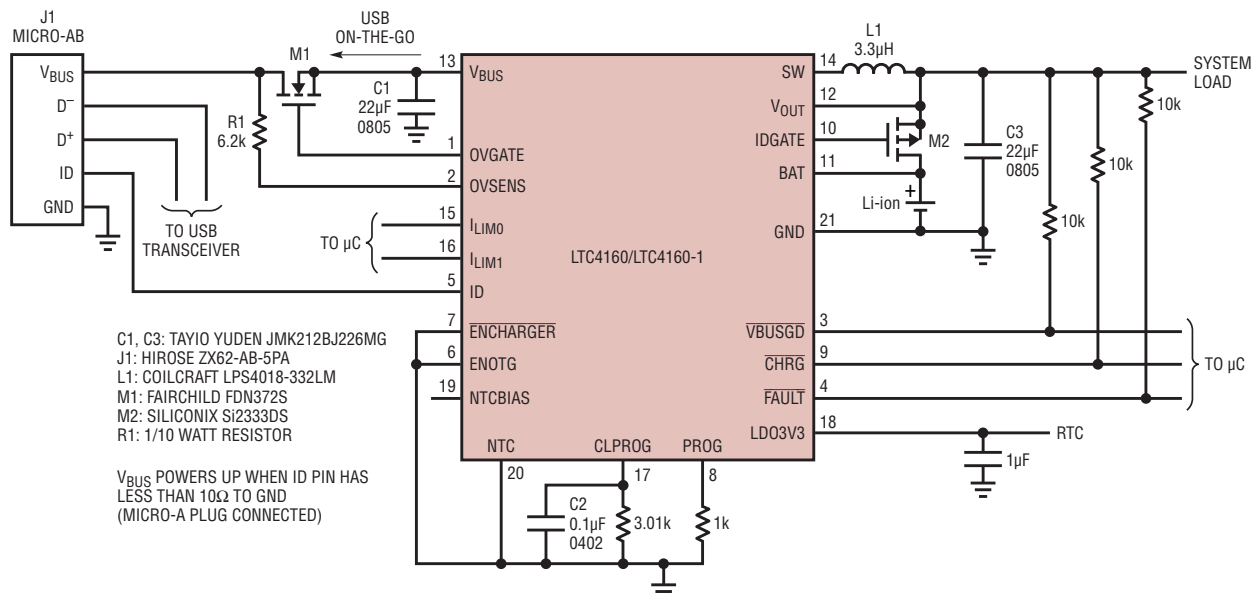 J1
MICRO-AB
VBUS
D−
D+
ID
GND
TO USB
TRANSCEIVER
R1
6.2k
M1
USB
ON-THE-GO
C1
22µF
0805
13
VBUS
1
OVGATE
2
OVSENS
TO µC
15
ILIM0
16
ILIM1
5
ID
7
ENCHARGER
6
ENOTG
19
NTCBIAS
LTC4160/LTC4160-1
NTC
20
CLPROG
17
PROG
8
C2
0.1µF
0402
3.01k
1k
L1
3.3µH
14
SW
12
VOUT
10
IDGATE
11
BAT
21
GND
M2
Li-ion
+
C3
22µF
0805
10k
10k
10k
SYSTEM
LOAD
3
VBUSGD
9
CHRG
4
FAULT
18
LDO3V3
TO µC
RTC
1µF
C1, C3: TAYIO YUDEN JMK212BJ226MG
J1: HIROSE ZX62-AB-5PA
L1: COILCRAFT LPS4018-332LM
M1: FAIRCHILD FDN372S
M2: SILICONIX Si2333DS
R1: 1/10 WATT RESISTOR
VBUS POWERS UP WHEN ID PIN HAS
LESS THAN 10Ω TO GND
(MICRO-A PLUG CONNECTED)